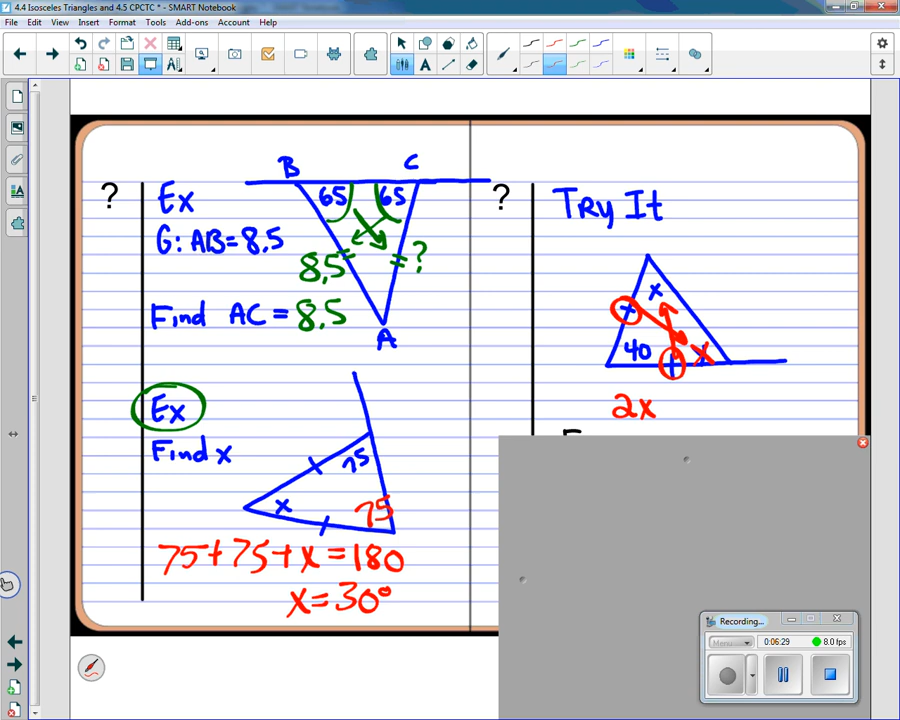 4.4 Isosceles Triangles and 4.5 CPCTC * - SMART Notebook
File Edit View Insert Format Tools Add-ons Account Help
B C
? Ex 65 65
G: AB=8.5
8.5 ?
Find AC = 8.5
A
Ex
Find x 75
x 75
75+75+x=180
x=30°
? Try It
x
40 x
2x
Recording...
Menu 0:06:29 8.0 fps